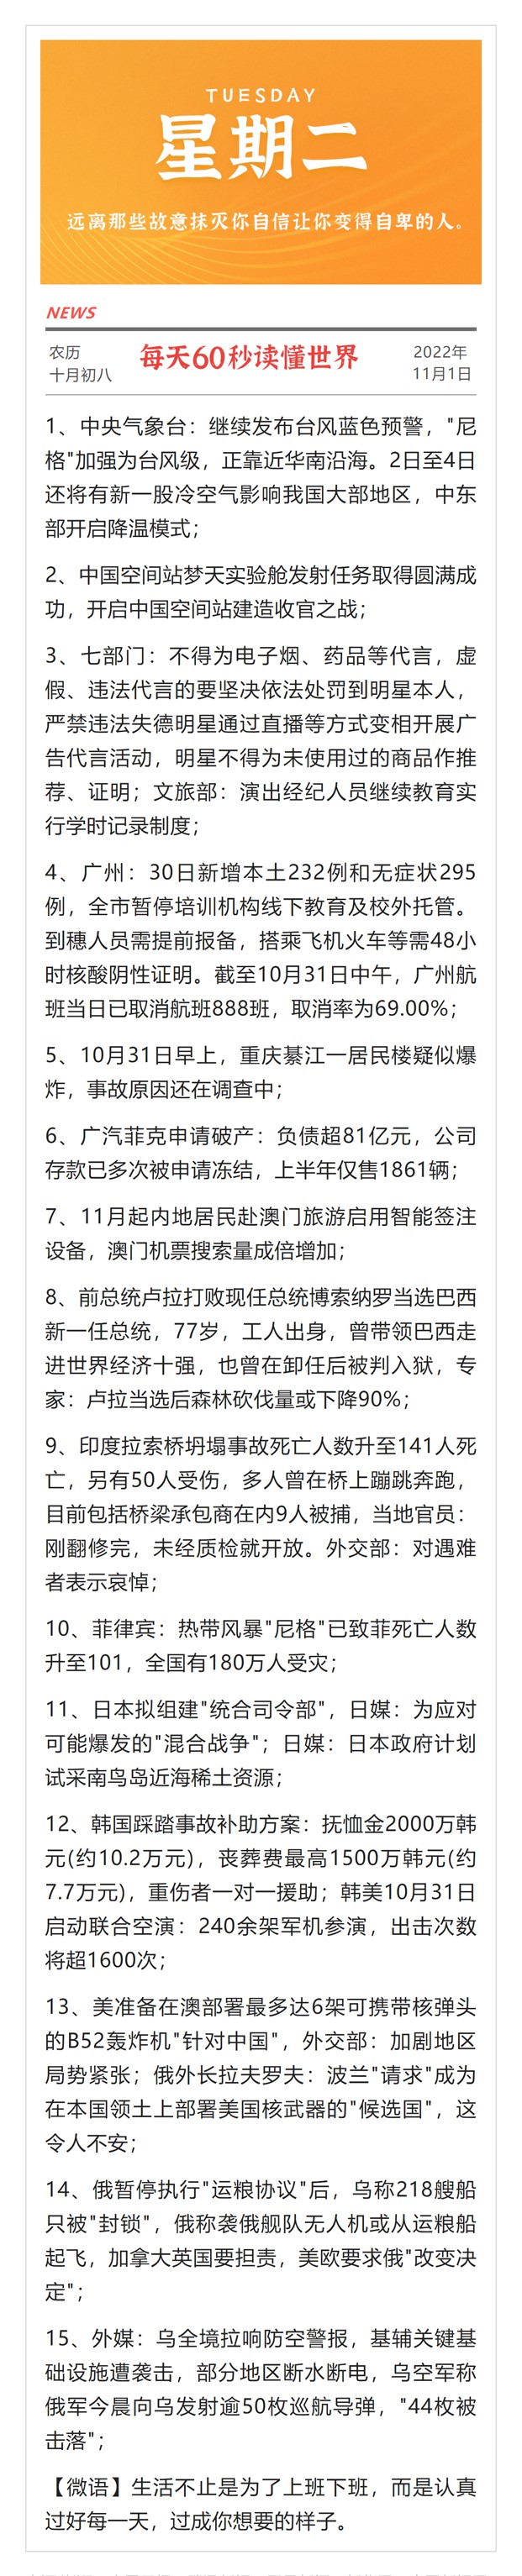 TUESDAY
星期二
远离那些故意抹灭你自信让你变得自卑的人。
NEWS
农历
十月初八
每天60秒读懂世界
2022年
11月1日
1、中央气象台：继续发布台风蓝色预警，"尼
格"加强为台风级，正靠近华南沿海。2日至4日
还将有新一股冷空气影响我国大部地区，中东
部开启降温模式；
2、中国空间站梦天实验舱发射任务取得圆满成
功，开启中国空间站建造收官之战；
3、七部门：不得为电子烟、药品等代言，虚
假、违法代言的要坚决依法处罚到明星本人，
严禁违法失德明星通过直播等方式变相开展广
告代言活动，明星不得为未使用过的商品作推
荐、证明；文旅部：演出经纪人员继续教育实
行学时记录制度；
4、广州：30日新增本土232例和无症状295
例，全市暂停培训机构线下教育及校外托管。
到穗人员需提前报备，搭乘飞机火车等需48小
时核酸阴性证明。截至10月31日中午，广州航
班当日已取消航班888班，取消率为69.00%；
5、10月31日早上，重庆綦江一居民楼疑似爆
炸，事故原因还在调查中；
6、广汽菲克申请破产：负债超81亿元，公司
存款已多次被申请冻结，上半年仅售1861辆；
7、11月起内地居民赴澳门旅游启用智能签注
设备，澳门机票搜索量成倍增加；
8、前总统卢拉打败现任总统博索纳罗当选巴西
新一任总统，77岁，工人出身，曾带领巴西走
进世界经济十强，也曾在卸任后被判入狱，专
家：卢拉当选后森林砍伐量或下降90%；
9、印度拉索桥坍塌事故死亡人数升至141人死
亡，另有50人受伤，多人曾在桥上蹦跳奔跑，
目前包括桥梁承包商在内9人被捕，当地官员：
刚翻修完，未经质检就开放。外交部：对遇难
者表示哀悼；
10、菲律宾：热带风暴"尼格"已致菲死亡人数
升至101，全国有180万人受灾；
11、日本拟组建"统合司令部"，日媒：为应对
可能爆发的"混合战争"；日媒：日本政府计划
试采南鸟岛近海稀土资源；
12、韩国踩踏事故补助方案：抚恤金2000万韩
元(约10.2万元)，丧葬费最高1500万韩元(约
7.7万元)，重伤者一对一援助；韩美10月31日
启动联合空演：240余架军机参演，出击次数
将超1600次；
13、美准备在澳部署最多达6架可携带核弹头
的B52轰炸机"针对中国"，外交部：加剧地区
局势紧张；俄外长拉夫罗夫：波兰"请求"成为
在本国领土上部署美国核武器的"候选国"，这
令人不安；
14、俄暂停执行"运粮协议"后，乌称218艘船
只被"封锁"，俄称袭俄舰队无人机或从运粮船
起飞，加拿大英国要担责，美欧要求俄"改变决
定"；
15、外媒：乌全境拉响防空警报，基辅关键基
础设施遭袭击，部分地区断水断电，乌空军称
俄军今晨向乌发射逾50枚巡航导弹，"44枚被
击落"；
【微语】生活不止是为了上班下班，而是认真
过好每一天，过成你想要的样子。